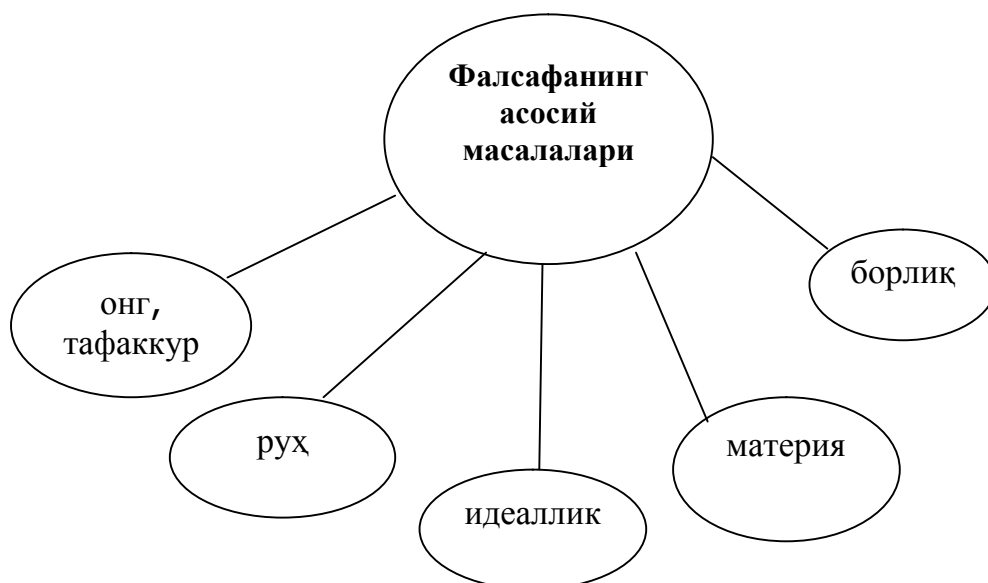 Фалсафанинг
асосий
масалалари
онг,
тафаккур
руҳ
идеаллик
материя
борлиқ